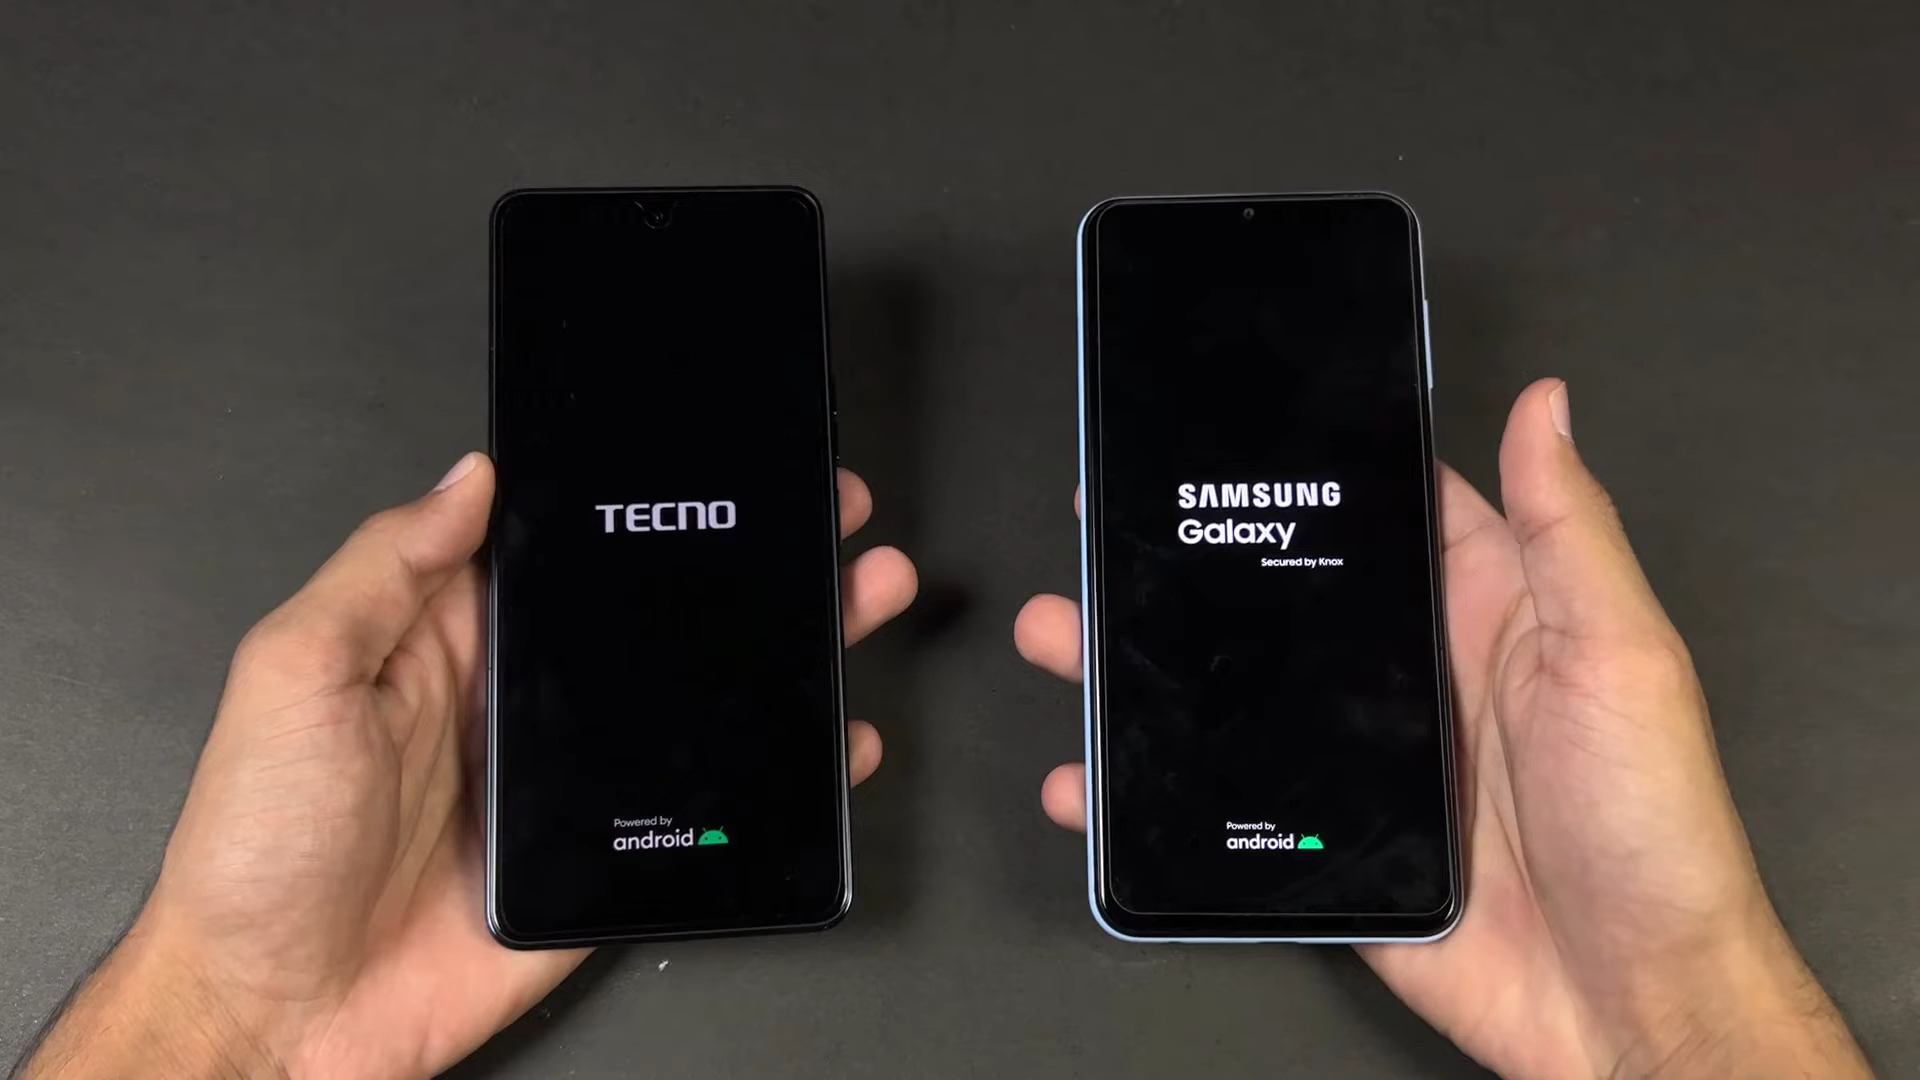 TECNO
Powered by
android
SAMSUNG
Galaxy
Secured by Knox
Powered by
android